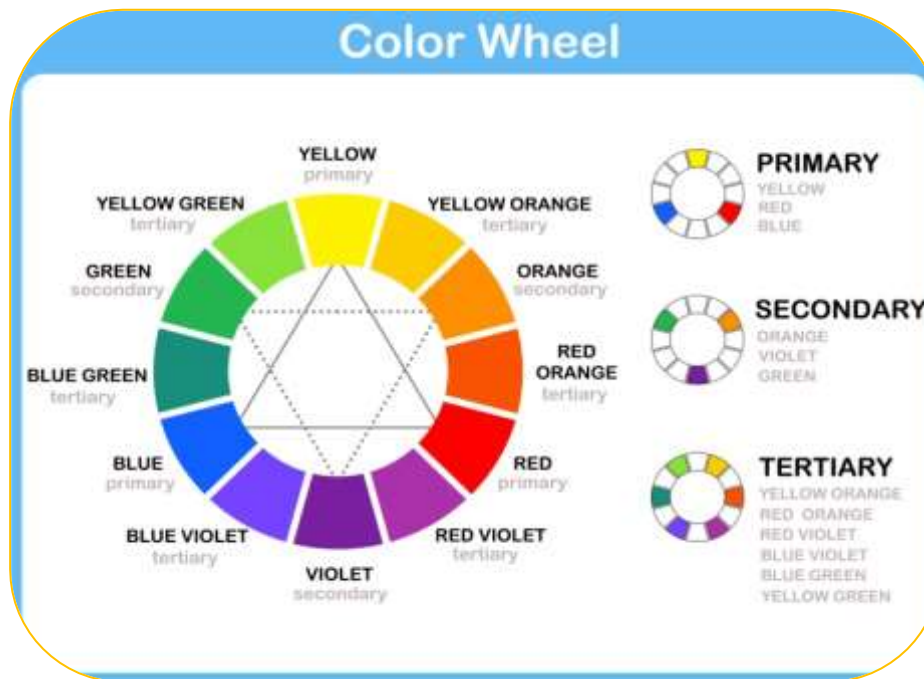 Color Wheel
YELLOW
primary
YELLOW GREEN
tertiary
YELLOW ORANGE
tertiary
GREEN
secondary
ORANGE
secondary
BLUE GREEN
tertiary
RED
ORANGE
tertiary
BLUE
primary
RED
primary
BLUE VIOLET
tertiary
RED VIOLET
tertiary
VIOLET
secondary
PRIMARY
YELLOW
RED
BLUE
SECONDARY
ORANGE
VIOLET
GREEN
TERTIARY
YELLOW ORANGE
RED ORANGE
RED VIOLET
BLUE VIOLET
BLUE GREEN
YELLOW GREEN